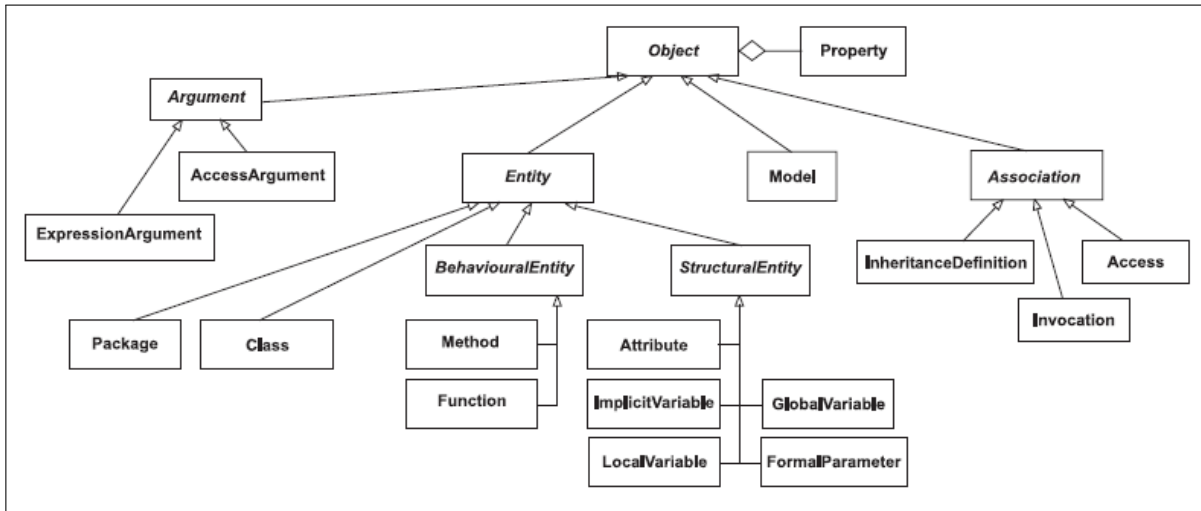 Object
Property
Argument
AccessArgument
Entity
Model
Association
ExpressionArgument
BehaviouralEntity
StructuralEntity
InheritanceDefinition
Access
Invocation
Package
Class
Method
Attribute
Function
ImplicitVariable
GlobalVariable
LocalVariable
FormalParameter